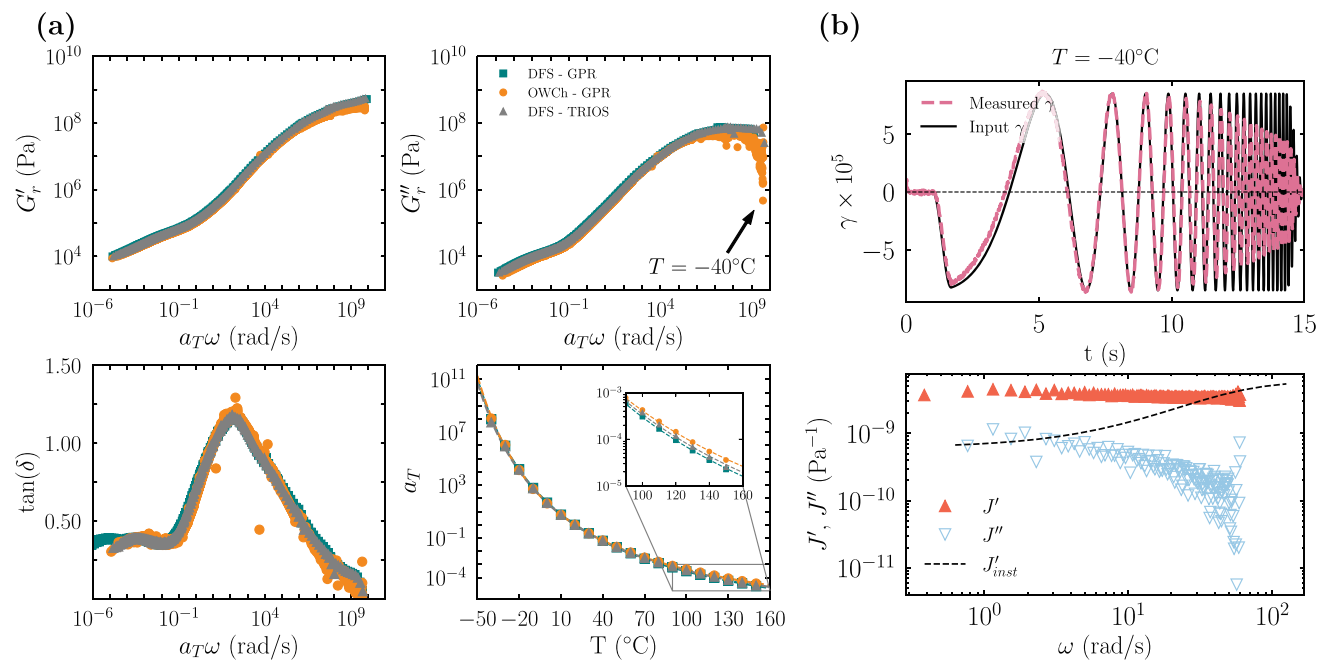 (a)
10^10
10^8
10^6
10^4
G'_r (Pa)
10^−6
10^−1
10^4
10^9
a_Tω (rad/s)
10^10
10^8
10^6
10^4
G''_r (Pa)
DFS - GPR
OWCh - GPR
DFS - TRIOS
T = −40°C
10^−6
10^−1
10^4
10^9
a_Tω (rad/s)
1.50
1.00
0.50
tan(δ)
10^−6
10^−1
10^4
10^9
a_Tω (rad/s)
10^11
10^7
10^3
10^−1
10^−4
a_T
10^−3
10^−4
10^−5
100
120
140
160
−50
−20
10
40
70
100
130
160
T (°C)
(b)
T = −40°C
Measured γ
Input γ
5
0
−5
γ × 10^5
0
5
10
15
t (s)
10^−9
10^−10
10^−11
J', J'' (Pa^−1)
J'
J''
J'_inst
10^0
10^1
10^2
ω (rad/s)